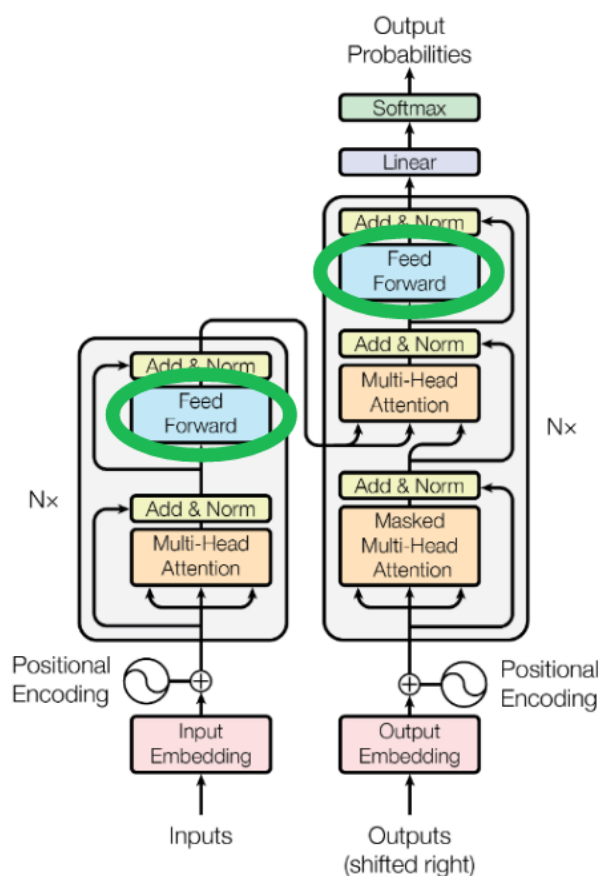 Output
Probabilities
Softmax
Linear
Add & Norm
Feed
Forward
Add & Norm
Multi-Head
Attention
Add & Norm
Masked
Multi-Head
Attention
Nx
Add & Norm
Feed
Forward
Add & Norm
Multi-Head
Attention
Nx
Positional
Encoding
Positional
Encoding
Input
Embedding
Output
Embedding
Inputs
Outputs
(shifted right)